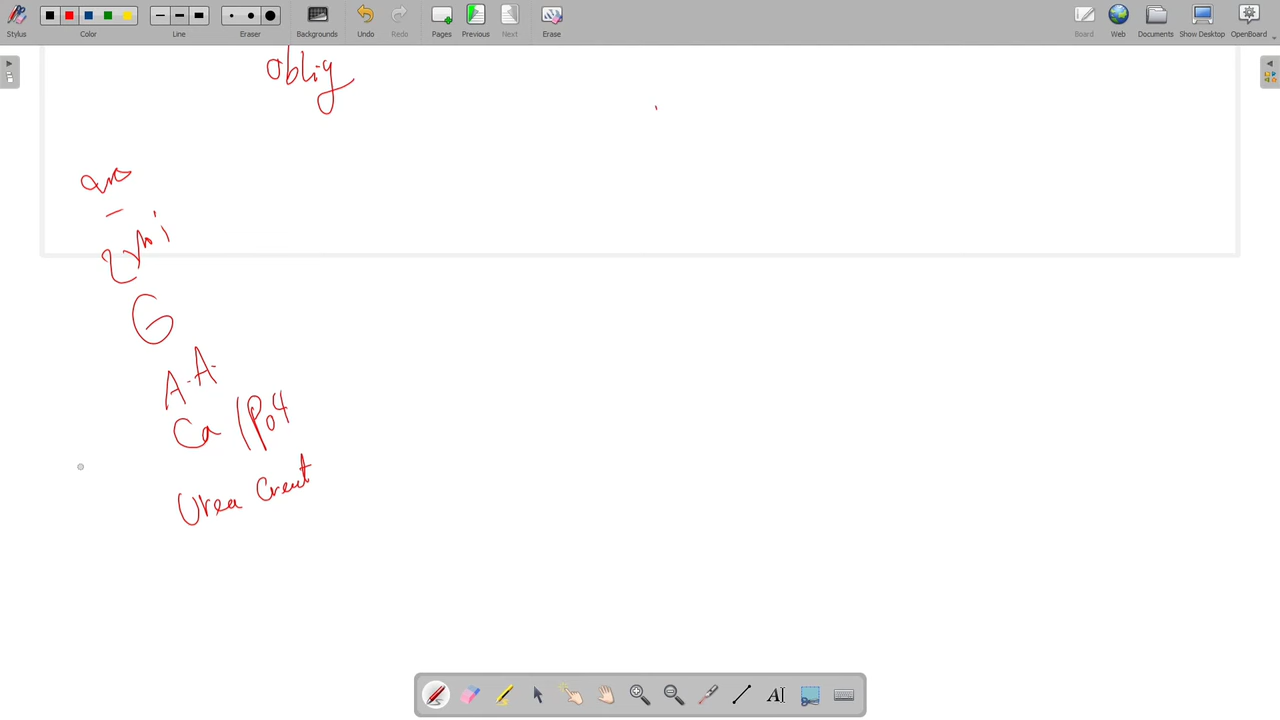 Stylus
Color
Line
Eraser
Backgrounds
Undo
Redo
Pages
Previous
Next
Erase
Board
Web
Documents
Show Desktop
OpenBoard
oblig
G
A.A.
Ca / Po4
Urea Creat